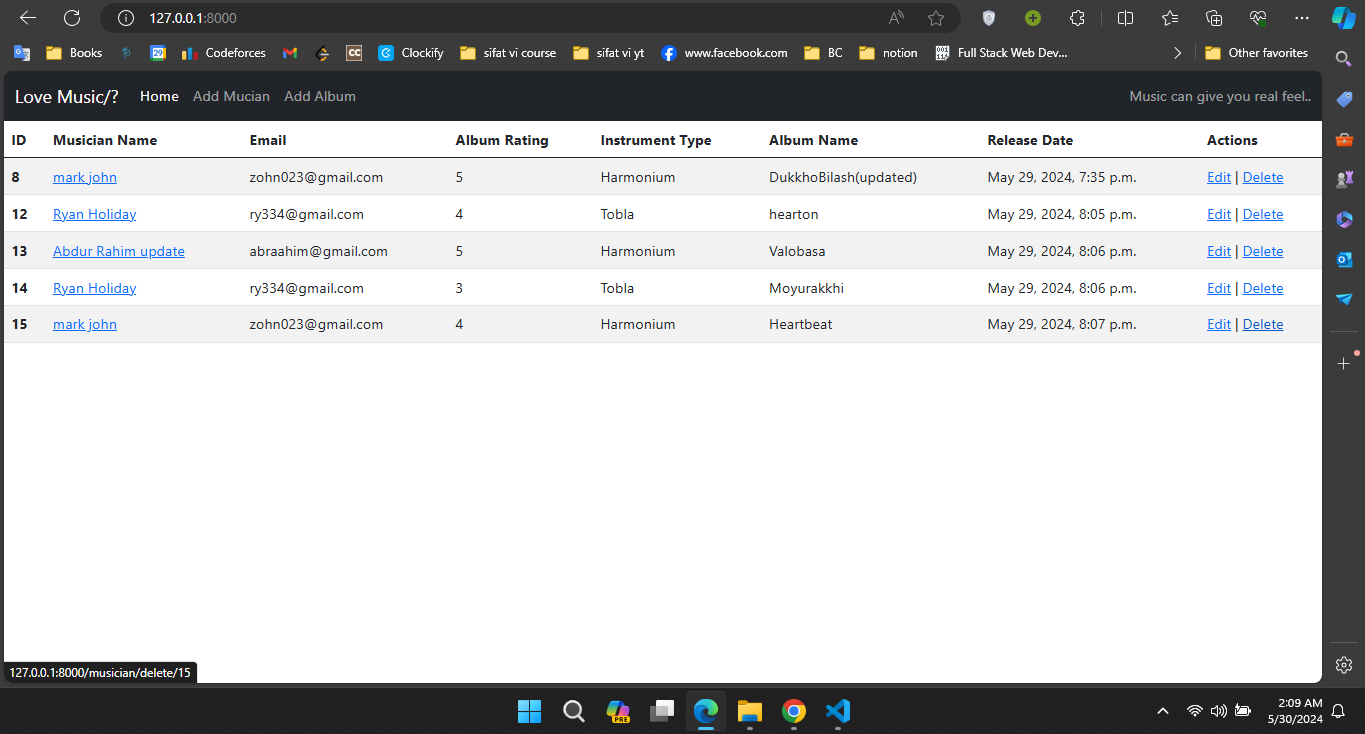 127.0.0.1:8000
Books
29
Codeforces
CC
Clockify
sifat vi course
sifat vi yt
www.facebook.com
BC
notion
Full Stack Web Dev...
Other favorites
Love Music/? Home Add Mucian Add Album Music can give you real feel..
ID Musician Name Email Album Rating Instrument Type Album Name Release Date Actions
8 mark john zohn023@gmail.com 5 Harmonium DukkhoBilash(updated) May 29, 2024, 7:35 p.m. Edit | Delete
12 Ryan Holiday ry334@gmail.com 4 Tobla hearton May 29, 2024, 8:05 p.m. Edit | Delete
13 Abdur Rahim update abraahim@gmail.com 5 Harmonium Valobasa May 29, 2024, 8:06 p.m. Edit | Delete
14 Ryan Holiday ry334@gmail.com 3 Tobla Moyurakkhi May 29, 2024, 8:06 p.m. Edit | Delete
15 mark john zohn023@gmail.com 4 Harmonium Heartbeat May 29, 2024, 8:07 p.m. Edit | Delete
127.0.0.1:8000/musician/delete/15
PRE
2:09 AM
5/30/2024